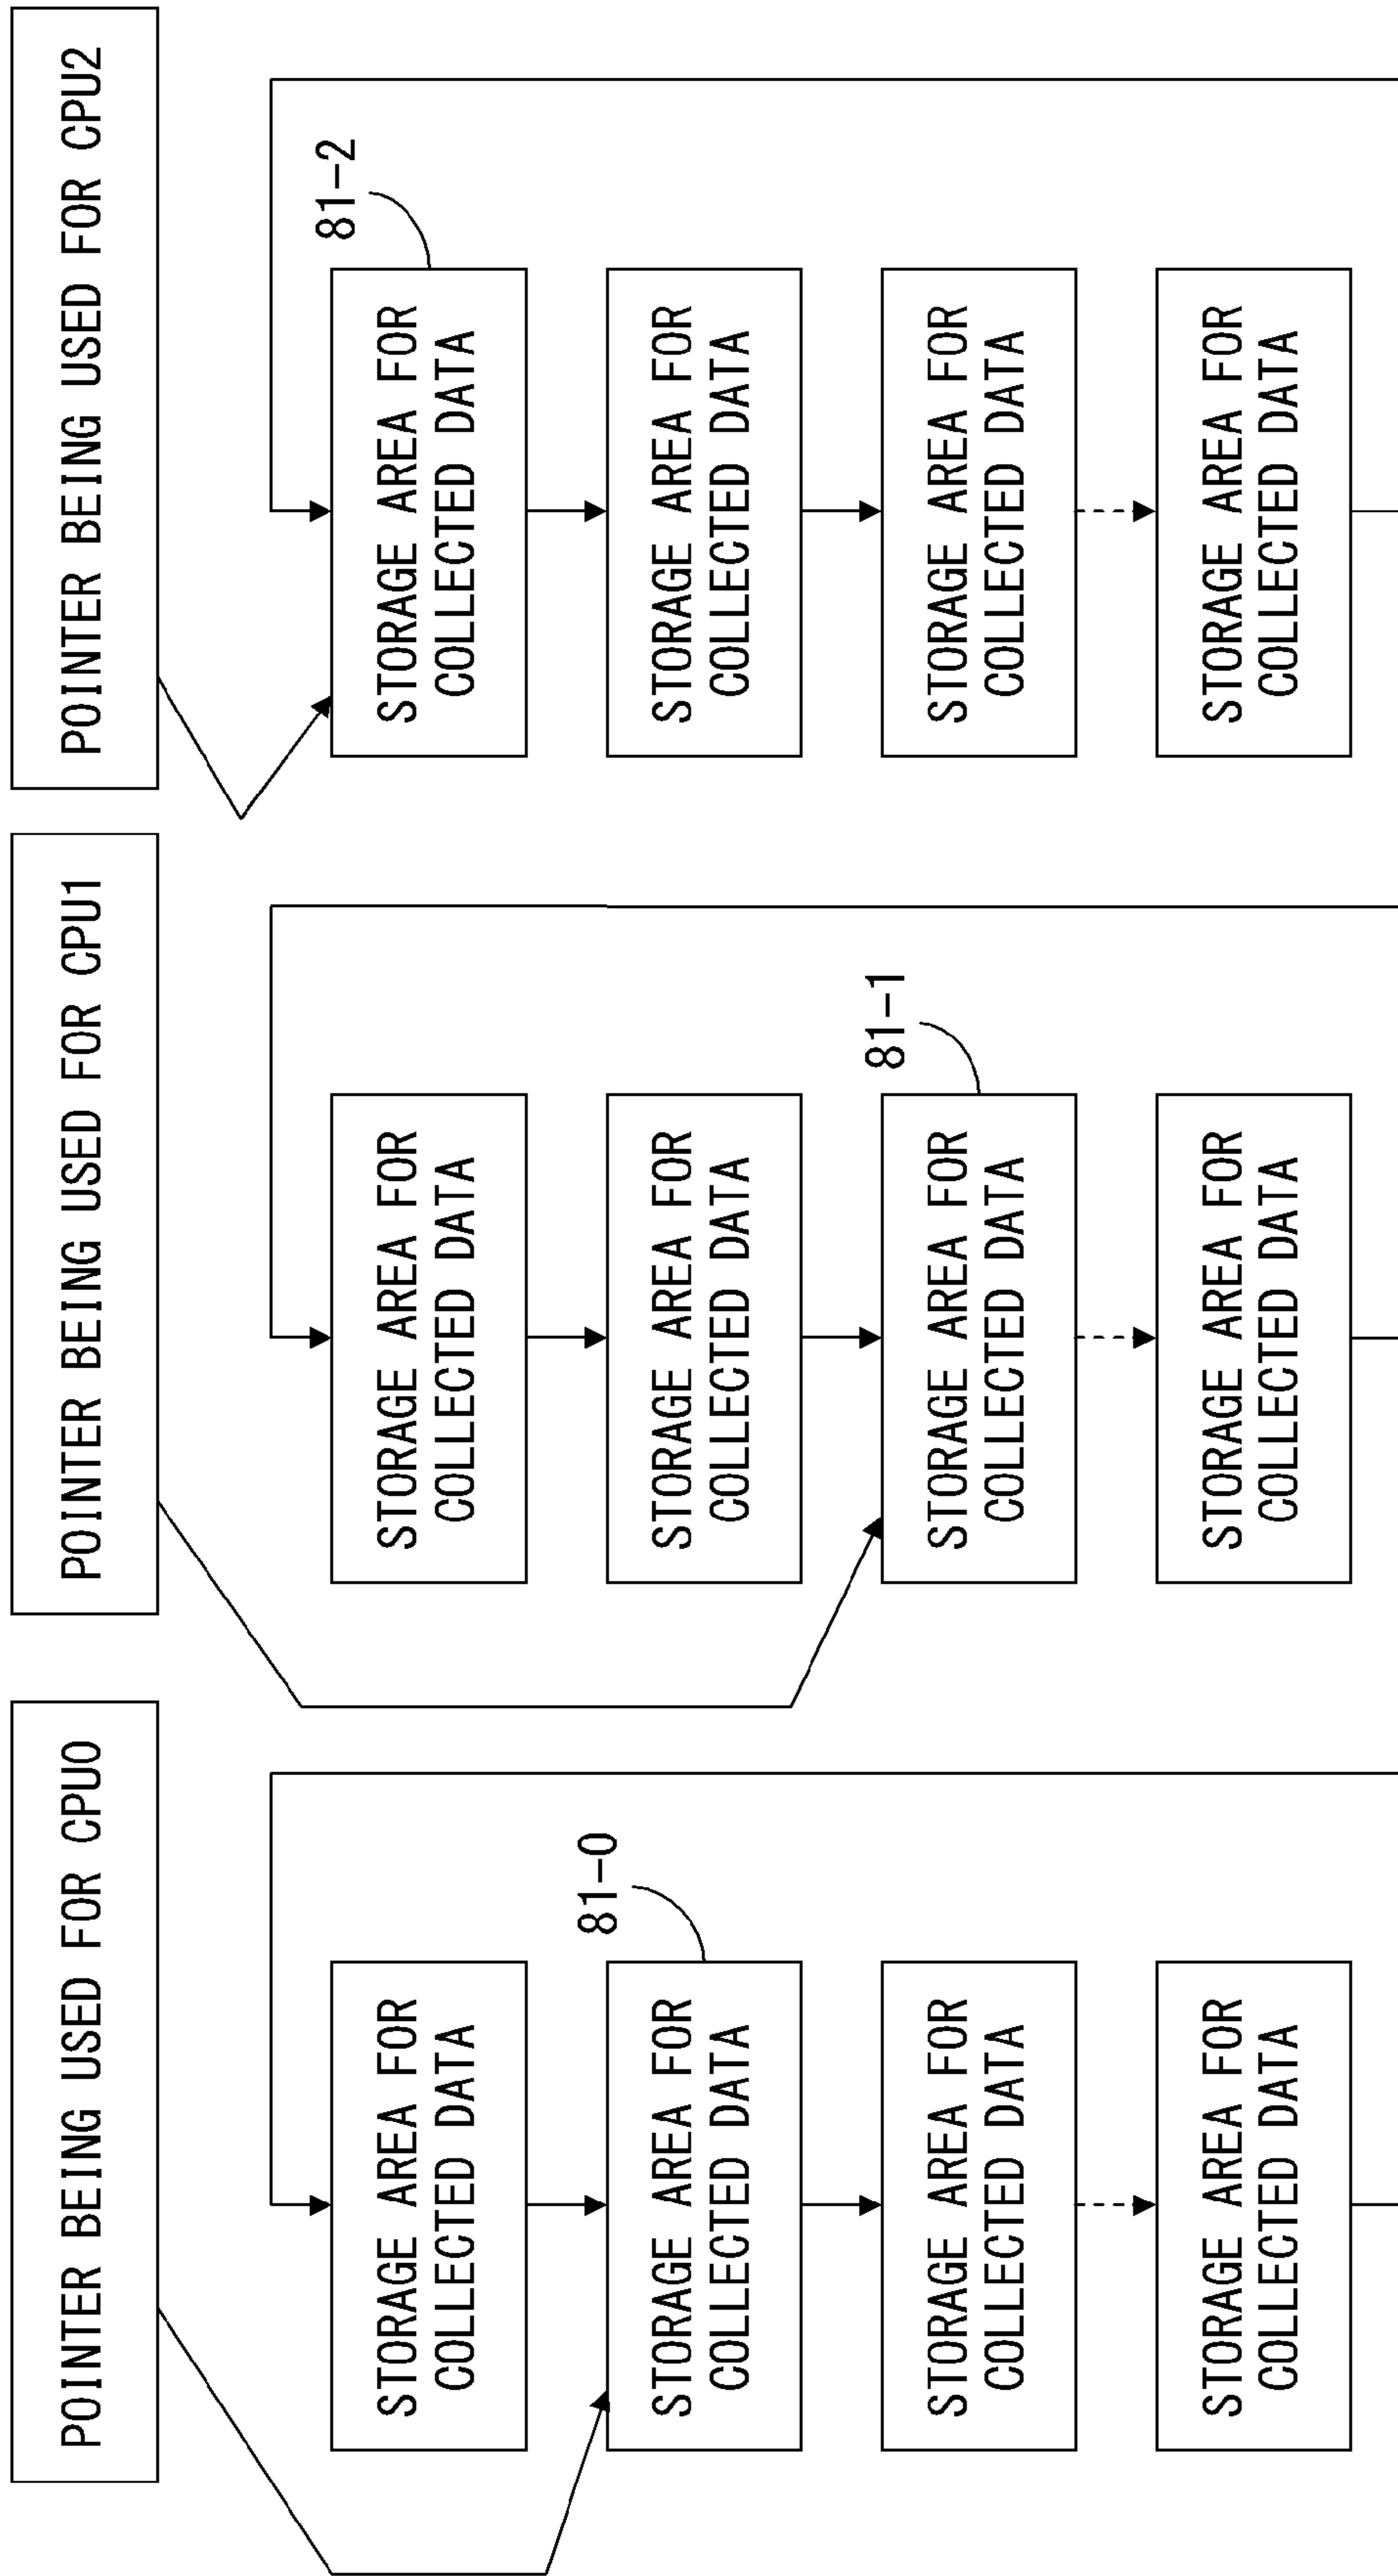 POINTER BEING USED FOR CPU0
STORAGE AREA FOR
COLLECTED DATA
81-0
STORAGE AREA FOR
COLLECTED DATA
STORAGE AREA FOR
COLLECTED DATA
STORAGE AREA FOR
COLLECTED DATA
POINTER BEING USED FOR CPU1
STORAGE AREA FOR
COLLECTED DATA
STORAGE AREA FOR
COLLECTED DATA
81-1
STORAGE AREA FOR
COLLECTED DATA
STORAGE AREA FOR
COLLECTED DATA
POINTER BEING USED FOR CPU2
81-2
STORAGE AREA FOR
COLLECTED DATA
STORAGE AREA FOR
COLLECTED DATA
STORAGE AREA FOR
COLLECTED DATA
STORAGE AREA FOR
COLLECTED DATA